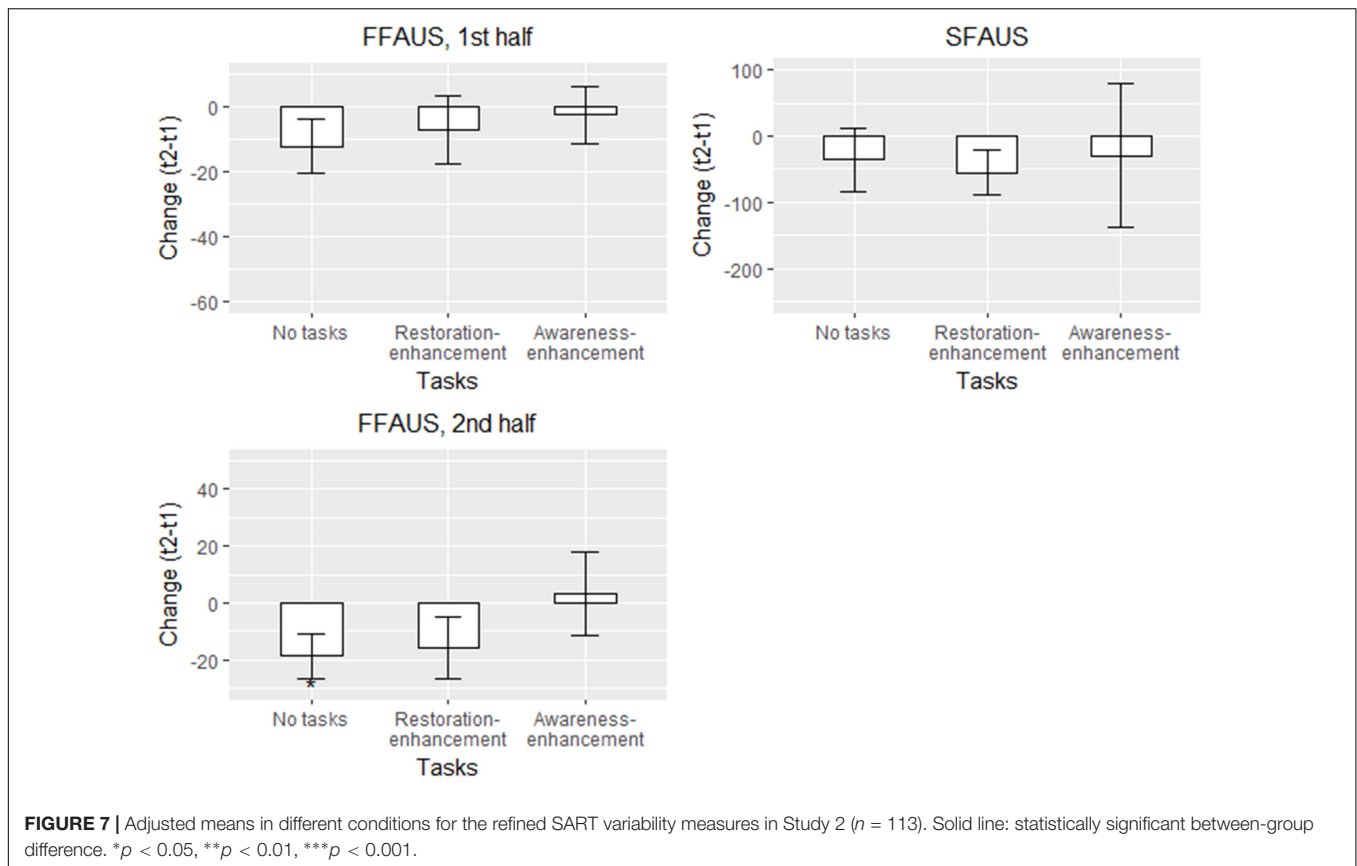 FFAUS, 1st half
Change (t2-t1)
0
-20
-40
-60
No tasks
Restoration-
enhancement
Awareness-
enhancement
Tasks
SFAUS
Change (t2-t1)
100
0
-100
-200
No tasks
Restoration-
enhancement
Awareness-
enhancement
Tasks
FFAUS, 2nd half
Change (t2-t1)
40
20
0
-20
*
No tasks
Restoration-
enhancement
Awareness-
enhancement
Tasks
FIGURE 7 | Adjusted means in different conditions for the refined SART variability measures in Study 2 (n = 113). Solid line: statistically significant between-group
difference. *p < 0.05, **p < 0.01, ***p < 0.001.